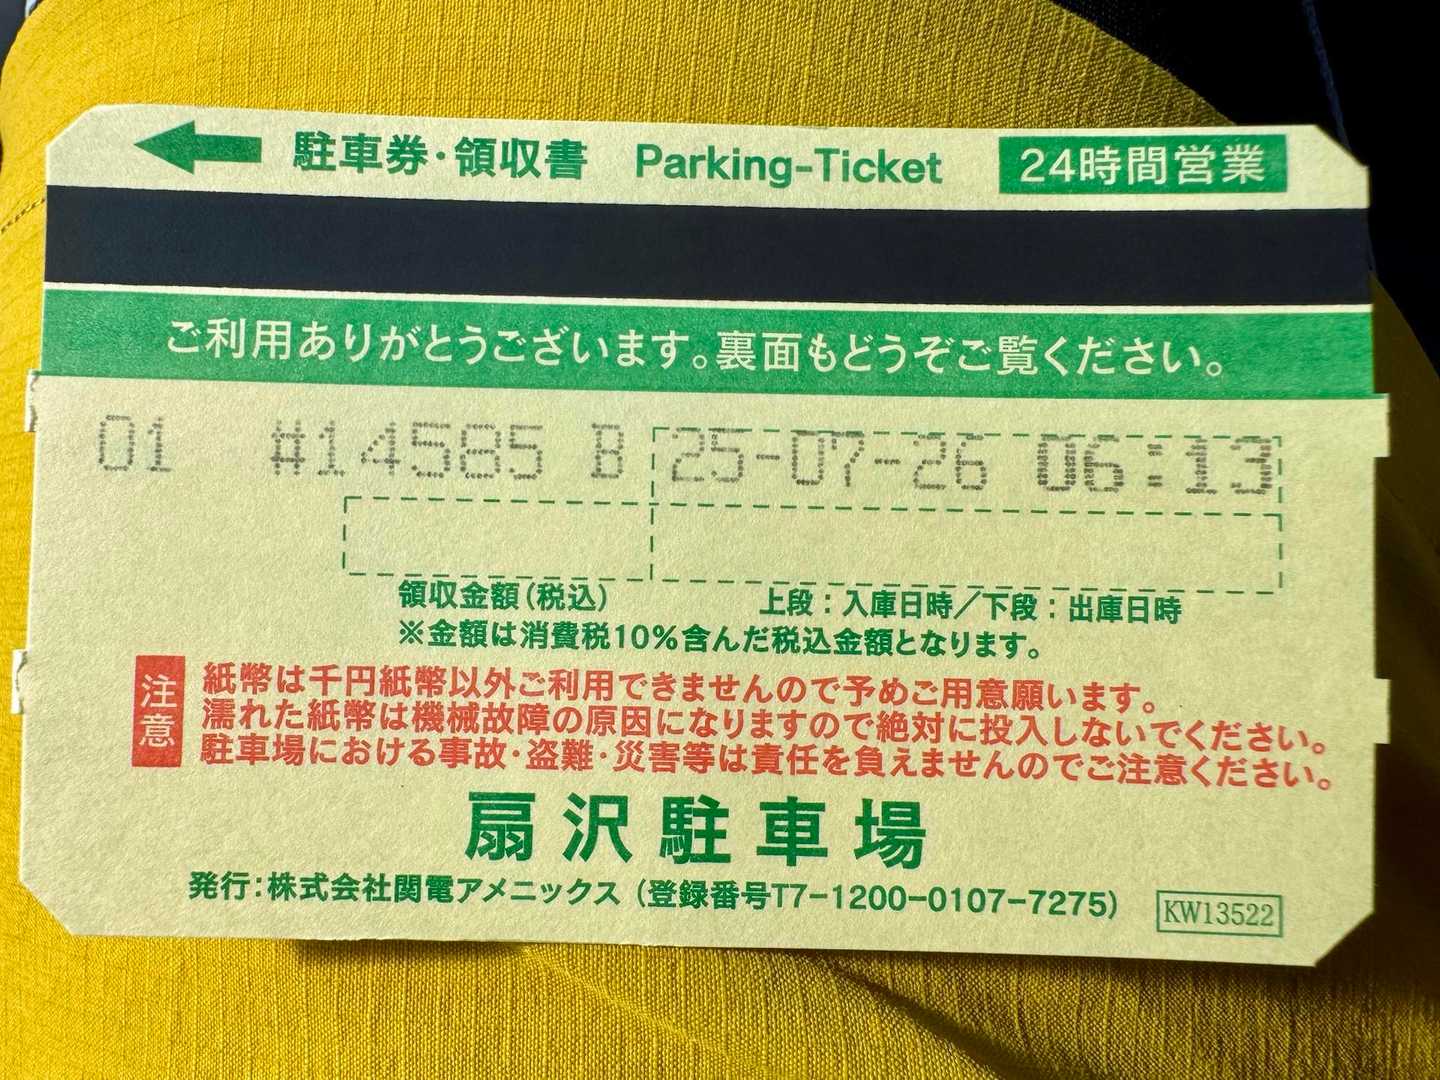 駐車券・領収書 Parking-Ticket 24時間営業
ご利用ありがとうございます。裏面もどうぞご覧ください。
01 #14585 B 25-07-26 06:13
領収金額(税込) 上段：入庫日時／下段：出庫日時
※金額は消費税10%含んだ税込金額となります。
注意
紙幣は千円紙幣以外ご利用できませんので予めご用意願います。
濡れた紙幣は機械故障の原因になりますので絶対に投入しないでください。
駐車場における事故・盗難・災害等は責任を負えませんのでご注意ください。
扇沢駐車場
発行：株式会社関電アメニックス (登録番号T7-1200-0107-7275) KW13522